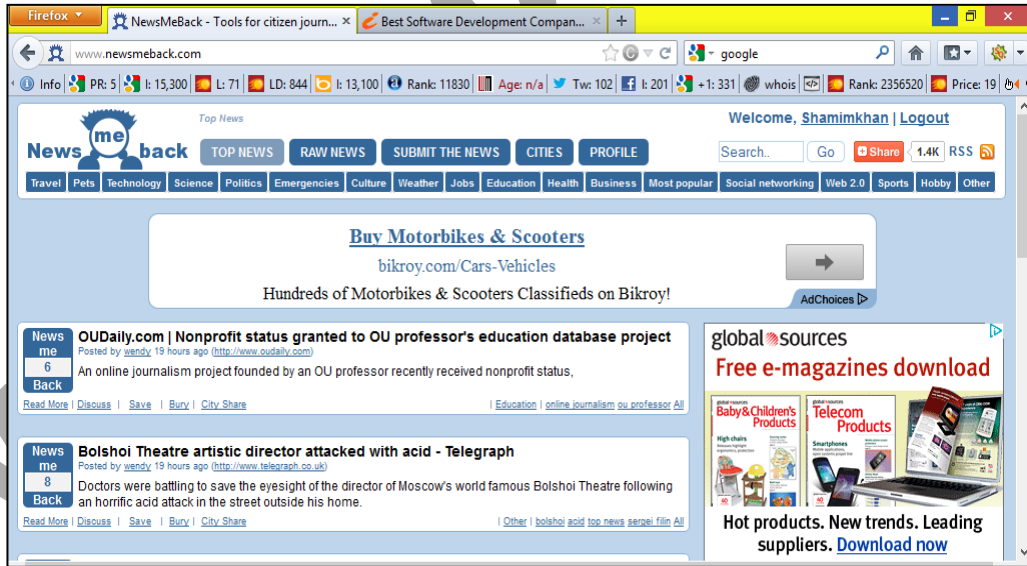 Firefox
NewsMeBack - Tools for citizen journ... ×
Best Software Development Compan... × +
www.newsmeback.com
google
Info PR: 5 I: 15,300 L: 71 LD: 844 I: 13,100 Rank: 11830 Age: n/a Tw: 102 I: 201 +1: 331 whois Rank: 2356520 Price: 19
Top News
Welcome, Shamimkhan | Logout
News me back
TOP NEWS RAW NEWS SUBMIT THE NEWS CITIES PROFILE
Search.. Go Share 1.4K RSS
Travel Pets Technology Science Politics Emergencies Culture Weather Jobs Education Health Business Most popular Social networking Web 2.0 Sports Hobby Other
Buy Motorbikes & Scooters
bikroy.com/Cars-Vehicles
Hundreds of Motorbikes & Scooters Classifieds on Bikroy!
AdChoices
News me 6 Back
OUDaily.com | Nonprofit status granted to OU professor's education database project
Posted by wendy 19 hours ago (http://www.oudaily.com)
An online journalism project founded by an OU professor recently received nonprofit status,
Read More | Discuss | Save | Bury | City Share
| Education | online journalism ou professor All
News me 8 Back
Bolshoi Theatre artistic director attacked with acid - Telegraph
Posted by wendy 19 hours ago (http://www.telegraph.co.uk)
Doctors were battling to save the eyesight of the director of Moscow's world famous Bolshoi Theatre following
an horrific acid attack in the street outside his home.
Read More | Discuss | Save | Bury | City Share
| Other | bolshoi acid top news sergei filin All
global sources
Free e-magazines download
global sources
Baby & Children's
Products
High chairs
global sources
Telecom
Products
Smartphones
Hot products. New trends. Leading
suppliers. Download now